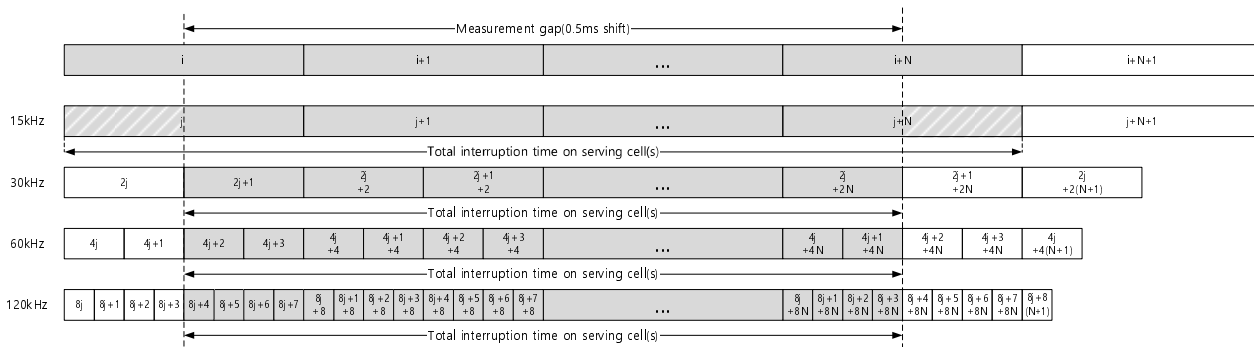 Measurement gap(0.5ms shift)
i i+1 ... i+N i+N+1
15kHz j j+1 ... j+N j+N+1
Total interruption time on serving cell(s)
30kHz 2j 2j+1 2j +2 2j+1 +2 ... 2j +2N 2j+1 +2N 2j +2(N+1)
Total interruption time on serving cell(s)
60kHz 4j 4j+1 4j+2 4j+3 4j +4 4j+1 +4 4j+2 +4 4j+3 +4 ... 4j +4N 4j+1 +4N 4j+2 +4N 4j+3 +4N 4j +4(N+1)
Total interruption time on serving cell(s)
120kHz 8j 8j+1 8j+2 8j+3 8j+4 8j+5 8j+6 8j+7 8j +8 8j+1 +8 8j+2 +8 8j+3 +8 8j+4 +8 8j+5 +8 8j+6 +8 8j+7 +8 ... 8j +8N 8j+1 +8N 8j+2 +8N 8j+3 +8N 8j+4 +8N 8j+5 +8N 8j+6 +8N 8j+7 +8N 8j+8 (N+1)
Total interruption time on serving cell(s)